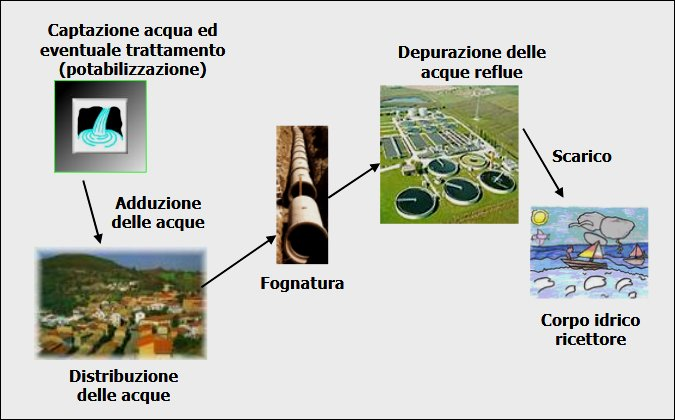 Captazione acqua ed
eventuale trattamento
(potabilizzazione)
Adduzione
delle acque
Distribuzione
delle acque
Fognatura
Depurazione delle
acque reflue
Scarico
Corpo idrico
ricettore